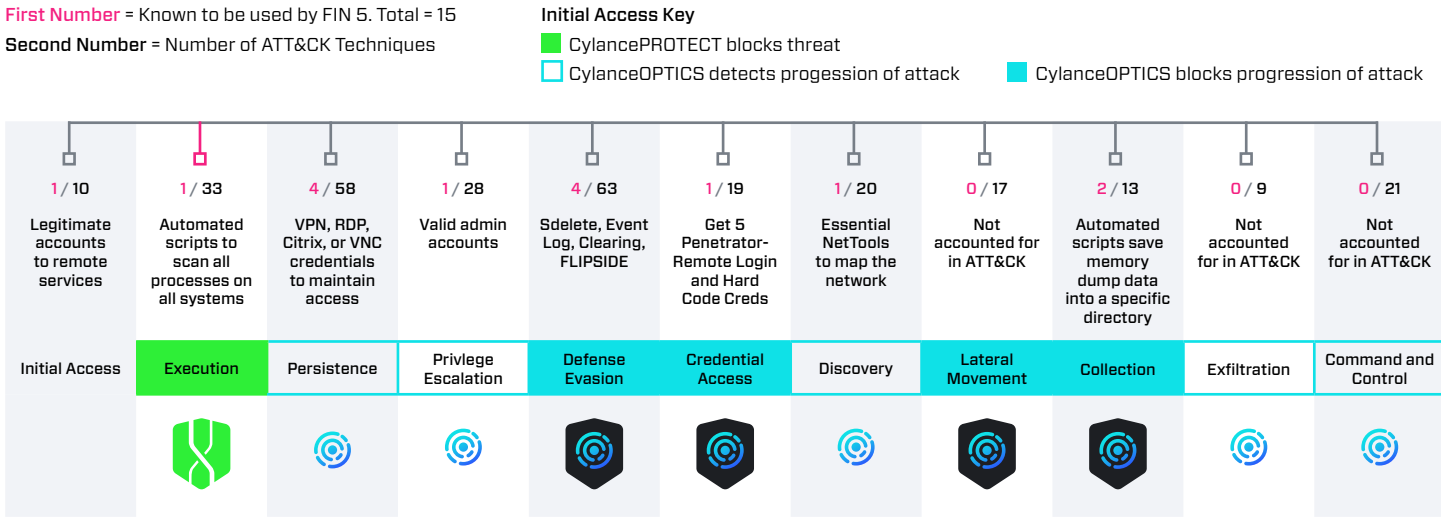 First Number = Known to be used by FIN 5. Total = 15
Second Number = Number of ATT&CK Techniques
Initial Access Key
CylancePROTECT blocks threat
CylanceOPTICS detects progession of attack
CylanceOPTICS blocks progression of attack
1 / 10
Legitimate
accounts
to remote
services
Initial Access
1 / 33
Automated
scripts to
scan all
processes on
all systems
Execution
4 / 58
VPN, RDP,
Citrix, or VNC
credentials
to maintain
access
Persistence
1 / 28
Valid admin
accounts
Privlege
Escalation
4 / 63
Sdelete, Event
Log, Clearing,
FLIPSIDE
Defense
Evasion
1 / 19
Get 5
Penetrator-
Remote Login
and Hard
Code Creds
Credential
Access
1 / 20
Essential
NetTools
to map the
network
Discovery
0 / 17
Not
accounted for
in ATT&CK
Lateral
Movement
2 / 13
Automated
scripts save
memory
dump data
into a specific
directory
Collection
0 / 9
Not
accounted
for in ATT&CK
Exfiltration
0 / 21
Not
accounted
for in ATT&CK
Command and
Control